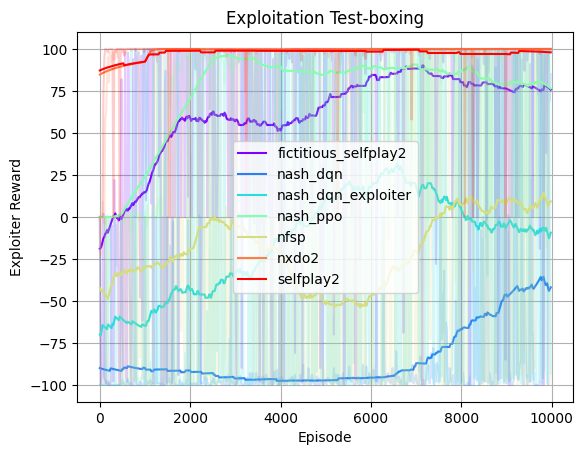 Exploitation Test-boxing
Exploiter Reward
100
75
50
25
0
−25
−50
−75
−100
fictitious_selfplay2
nash_dqn
nash_dqn_exploiter
nash_ppo
nfsp
nxdo2
selfplay2
0
2000
4000
6000
8000
10000
Episode